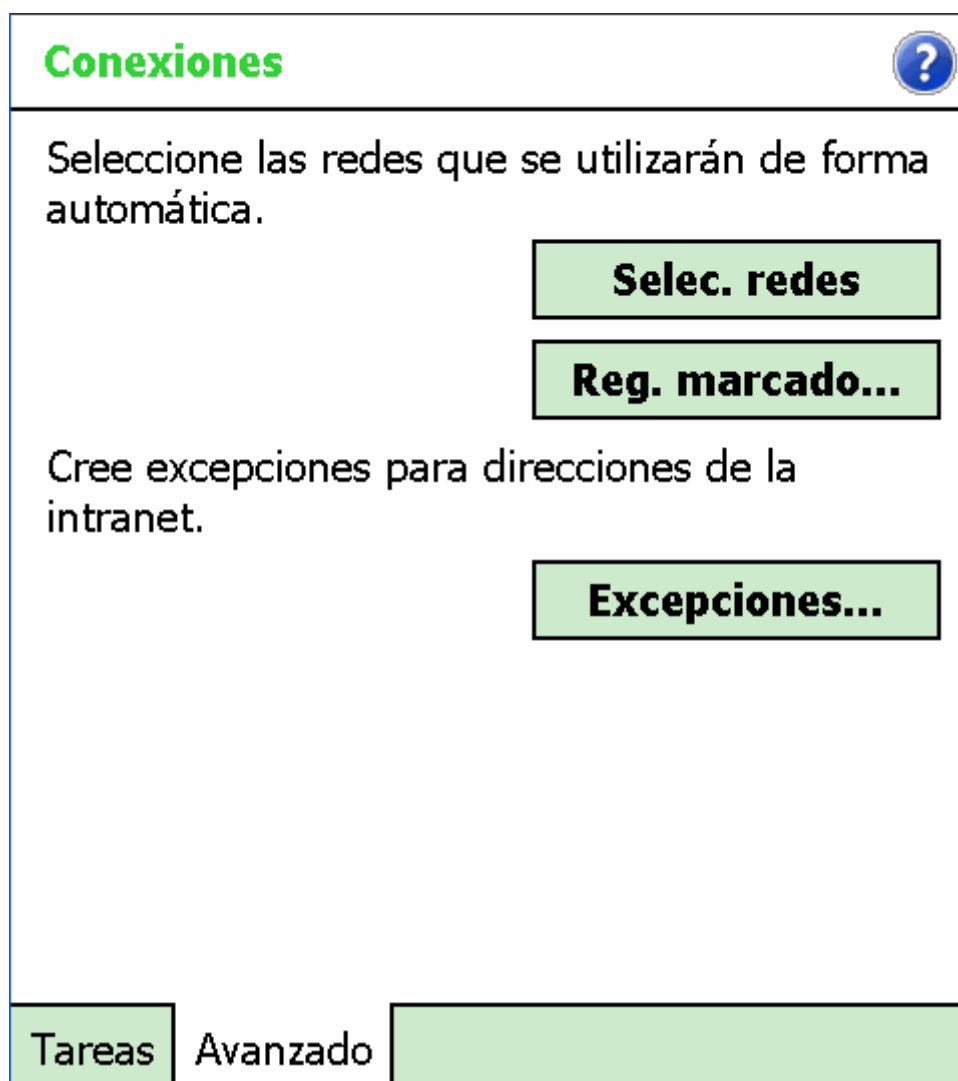 Conexiones
?
Seleccione las redes que se utilizarán de forma
automática.
Selec. redes
Reg. marcado...
Cree excepciones para direcciones de la
intranet.
Excepciones...
Tareas
Avanzado